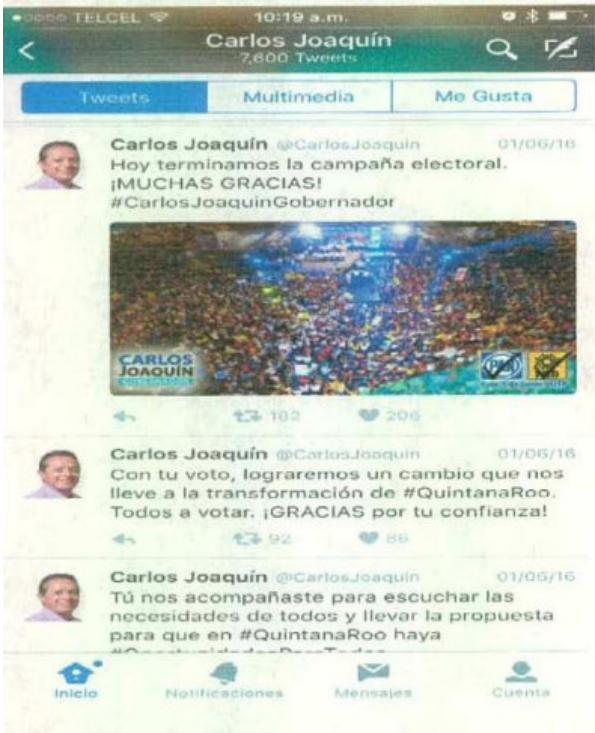 TELCEL 10:19 a.m.
Carlos Joaquín
7,600 Tweets
Tweets Multimedia Me Gusta
Carlos Joaquín @CarlosJoaquin 01/06/16
Hoy terminamos la campaña electoral.
¡MUCHAS GRACIAS!
#CarlosJoaquinGobernador
CARLOS
JOAQUÍN
GOBERNADOR
182 206
Carlos Joaquín @CarlosJoaquin 01/06/16
Con tu voto, lograremos un cambio que nos
lleve a la transformación de #QuintanaRoo.
Todos a votar. ¡GRACIAS por tu confianza!
92 86
Carlos Joaquín @CarlosJoaquin 01/06/16
Tú nos acompañaste para escuchar las
necesidades de todos y llevar la propuesta
para que en #QuintanaRoo haya
#OportunidadesParaTodos
Inicio Notificaciones Mensajes Cuenta